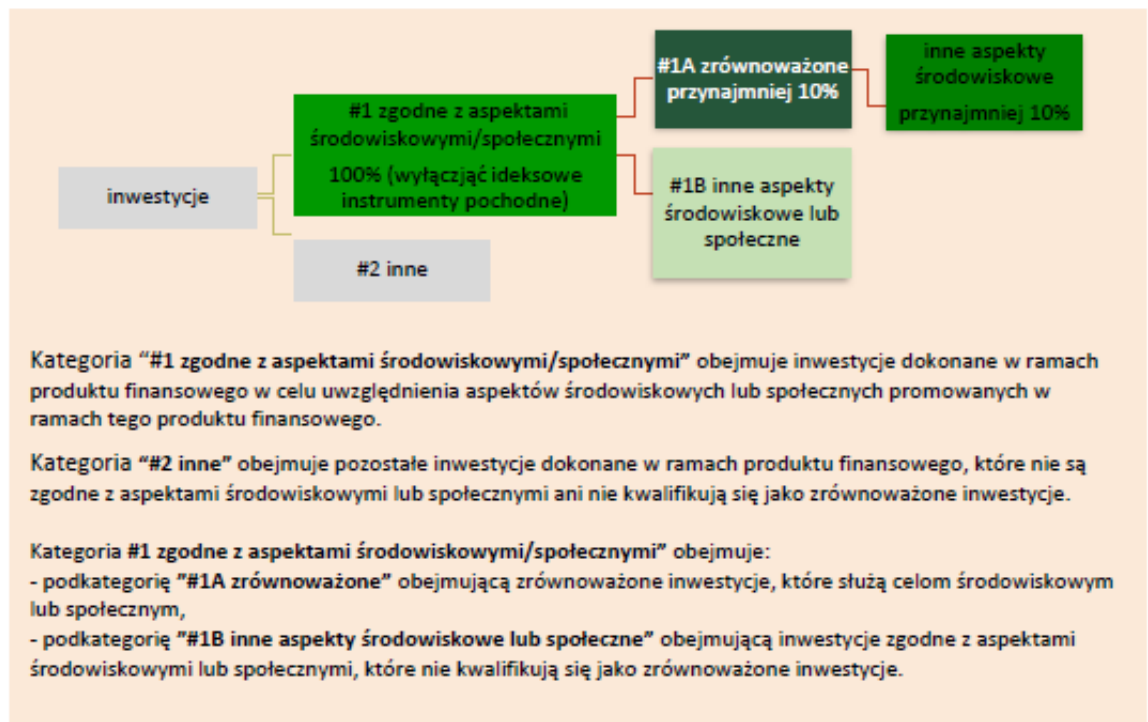 #1A zrównoważone
przynajmniej 10%
inne aspekty
środowiskowe
przynajmniej 10%
#1 zgodne z aspektami
środowiskowymi/społecznymi
100% (wyłączjąć ideksowe
instrumenty pochodne)
inwestycje
#1B inne aspekty
środowiskowe lub
społeczne
#2 inne
Kategoria “#1 zgodne z aspektami środowiskowymi/społecznymi” obejmuje inwestycje dokonane w ramach
produktu finansowego w celu uwzględnienia aspektów środowiskowych lub społecznych promowanych w
ramach tego produktu finansowego.
Kategoria “#2 inne” obejmuje pozostałe inwestycje dokonane w ramach produktu finansowego, które nie są
zgodne z aspektami środowiskowymi lub społecznymi ani nie kwalifikują się jako zrównoważone inwestycje.
Kategoria #1 zgodne z aspektami środowiskowymi/społecznymi” obejmuje:
- podkategorię ”#1A zrównoważone” obejmującą zrównoważone inwestycje, które służą celom środowiskowym
lub społecznym,
- podkategorię ”#1B inne aspekty środowiskowe lub społeczne” obejmującą inwestycje zgodne z aspektami
środowiskowymi lub społecznymi, które nie kwalifikują się jako zrównoważone inwestycje.